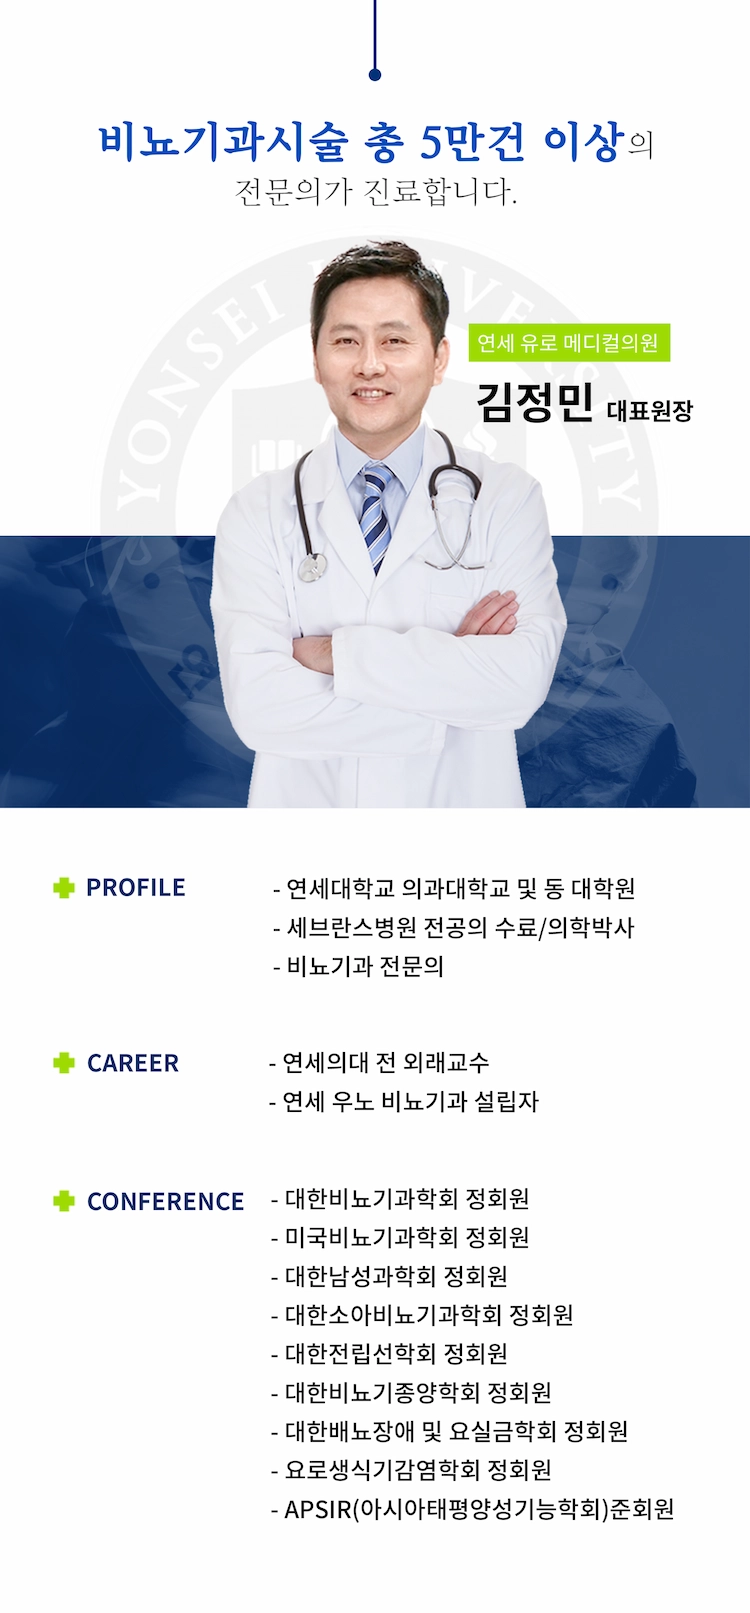 비뇨기과시술 총 5만건 이상의
전문의가 진료합니다.
YONSEI UNIVERSITY
연세 유로 메디컬의원
김정민 대표원장
PROFILE
- 연세대학교 의과대학교 및 동 대학원
- 세브란스병원 전공의 수료/의학박사
- 비뇨기과 전문의
CAREER
- 연세의대 전 외래교수
- 연세 우노 비뇨기과 설립자
CONFERENCE
- 대한비뇨기과학회 정회원
- 미국비뇨기과학회 정회원
- 대한남성과학회 정회원
- 대한소아비뇨기과학회 정회원
- 대한전립선학회 정회원
- 대한비뇨기종양학회 정회원
- 대한배뇨장애 및 요실금학회 정회원
- 요로생식기감염학회 정회원
- APSIR(아시아태평양성기능학회)준회원